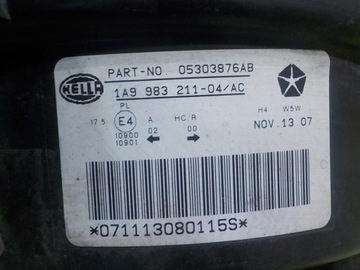 HELLA
PART-NO. 05303876AB
1A9 983 211-04/AC
PL
17.5 E4 A HC/R H4 W5W
02 00
10900
10901
NOV.13.07
*071113080115S*